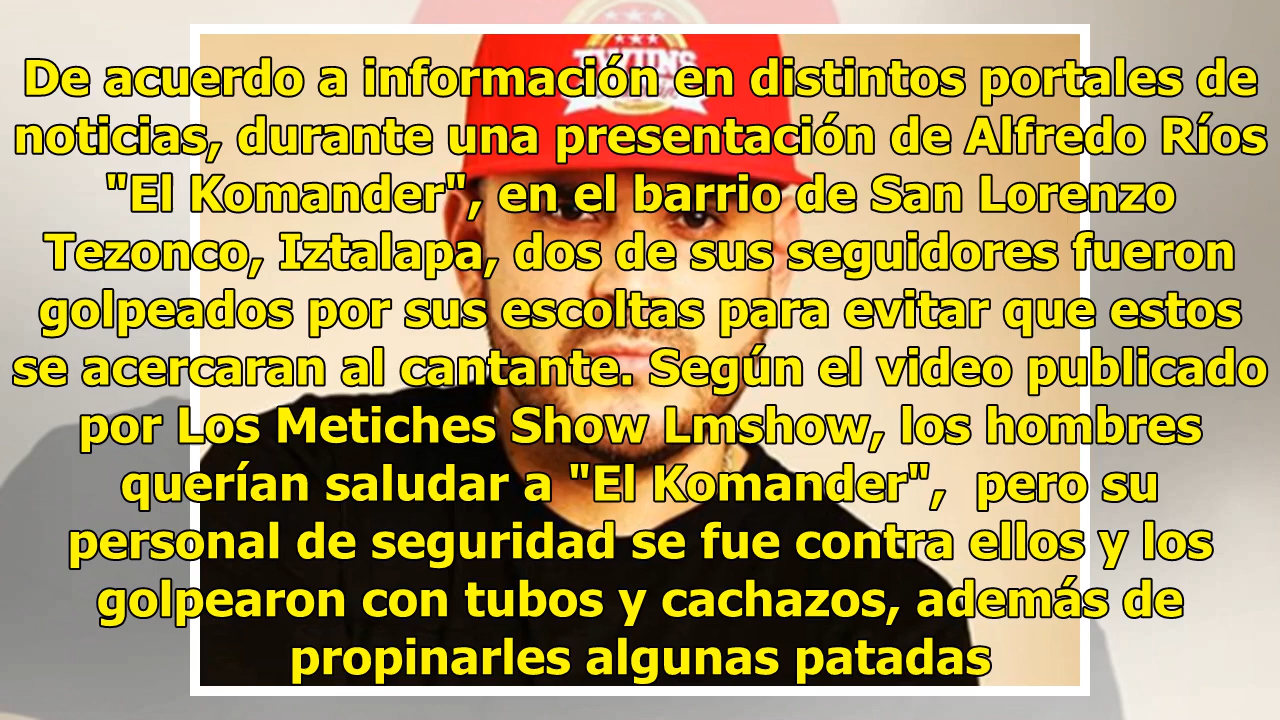 De acuerdo a información en distintos portales de
noticias, durante una presentación de Alfredo Ríos
"El Komander", en el barrio de San Lorenzo
Tezonco, Iztalapa, dos de sus seguidores fueron
golpeados por sus escoltas para evitar que estos
se acercaran al cantante. Según el video publicado
por Los Metiches Show Lmshow, los hombres
querían saludar a "El Komander",  pero su
personal de seguridad se fue contra ellos y los
golpearon con tubos y cachazos, además de
propinarles algunas patadas